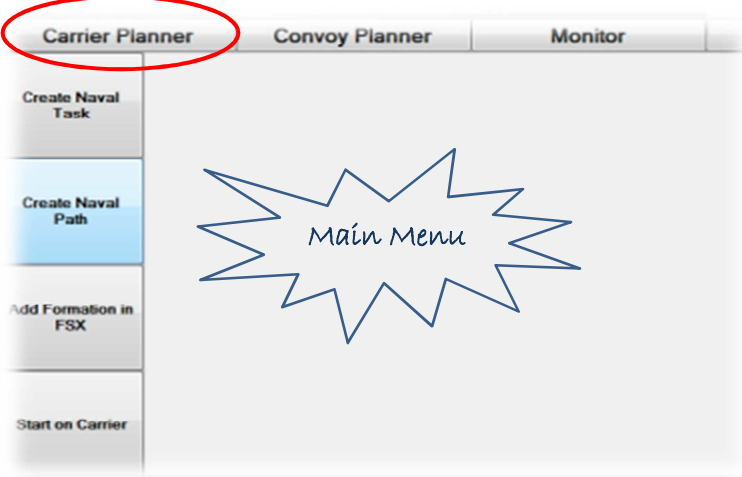 Carrier Planner Convoy Planner Monitor
Create Naval
Task
Create Naval
Path
Main Menu
Add Formation in
FSX
Start on Carrier